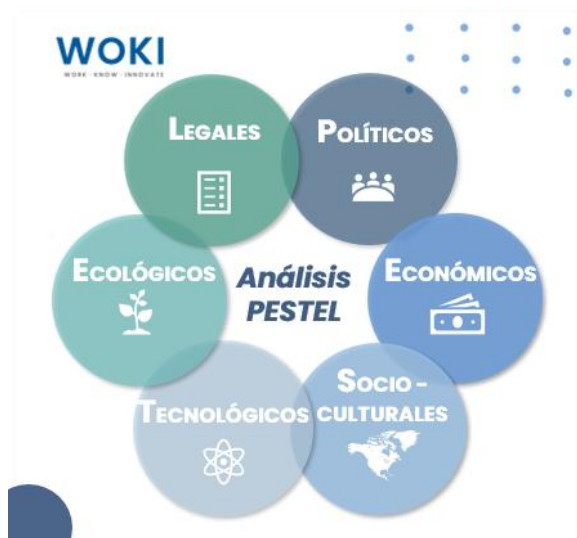 WOKI
WORK · KNOW · INNOVATE
LEGALES
POLÍTICOS
ECOLÓGICOS
Análisis
PESTEL
ECONÓMICOS
TECNOLÓGICOS
SOCIO -
CULTURALES